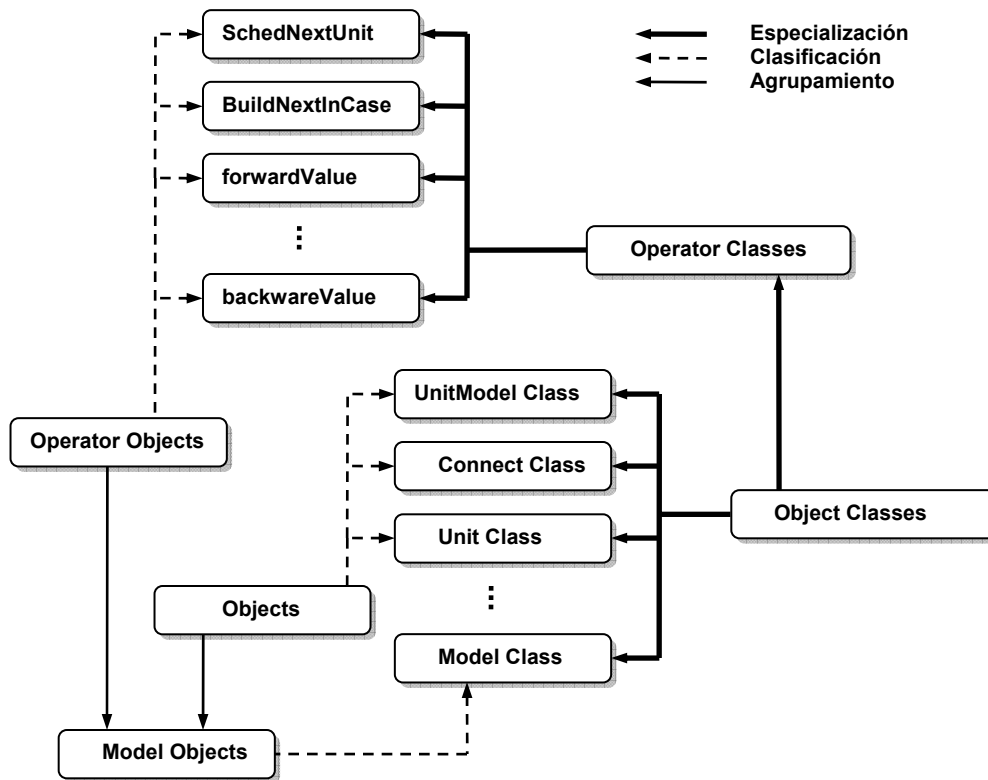 SchedNextUnit
Especialización
Clasificación
Agrupamiento
BuildNextInCase
forwardValue
⋮
Operator Classes
backwareValue
UnitModel Class
Operator Objects
Connect Class
Object Classes
Unit Class
⋮
Objects
Model Class
Model Objects